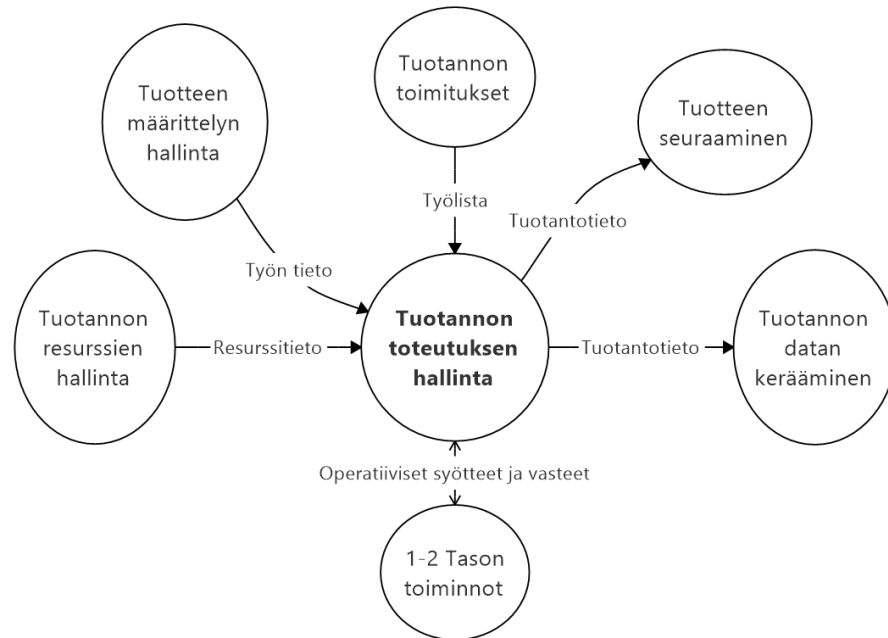 Tuotannon
toimitukset
Tuotteen
määrittelyn
hallinta
Tuotteen
seuraaminen
Työlista
Tuotantotieto
Työn tieto
Tuotannon
resurssien
hallinta
Resurssitieto
Tuotannon
toteutuksen
hallinta
Tuotantotieto
Tuotannon
datan
kerääminen
Operatiiviset syötteet ja vasteet
1-2 Tason
toiminnot